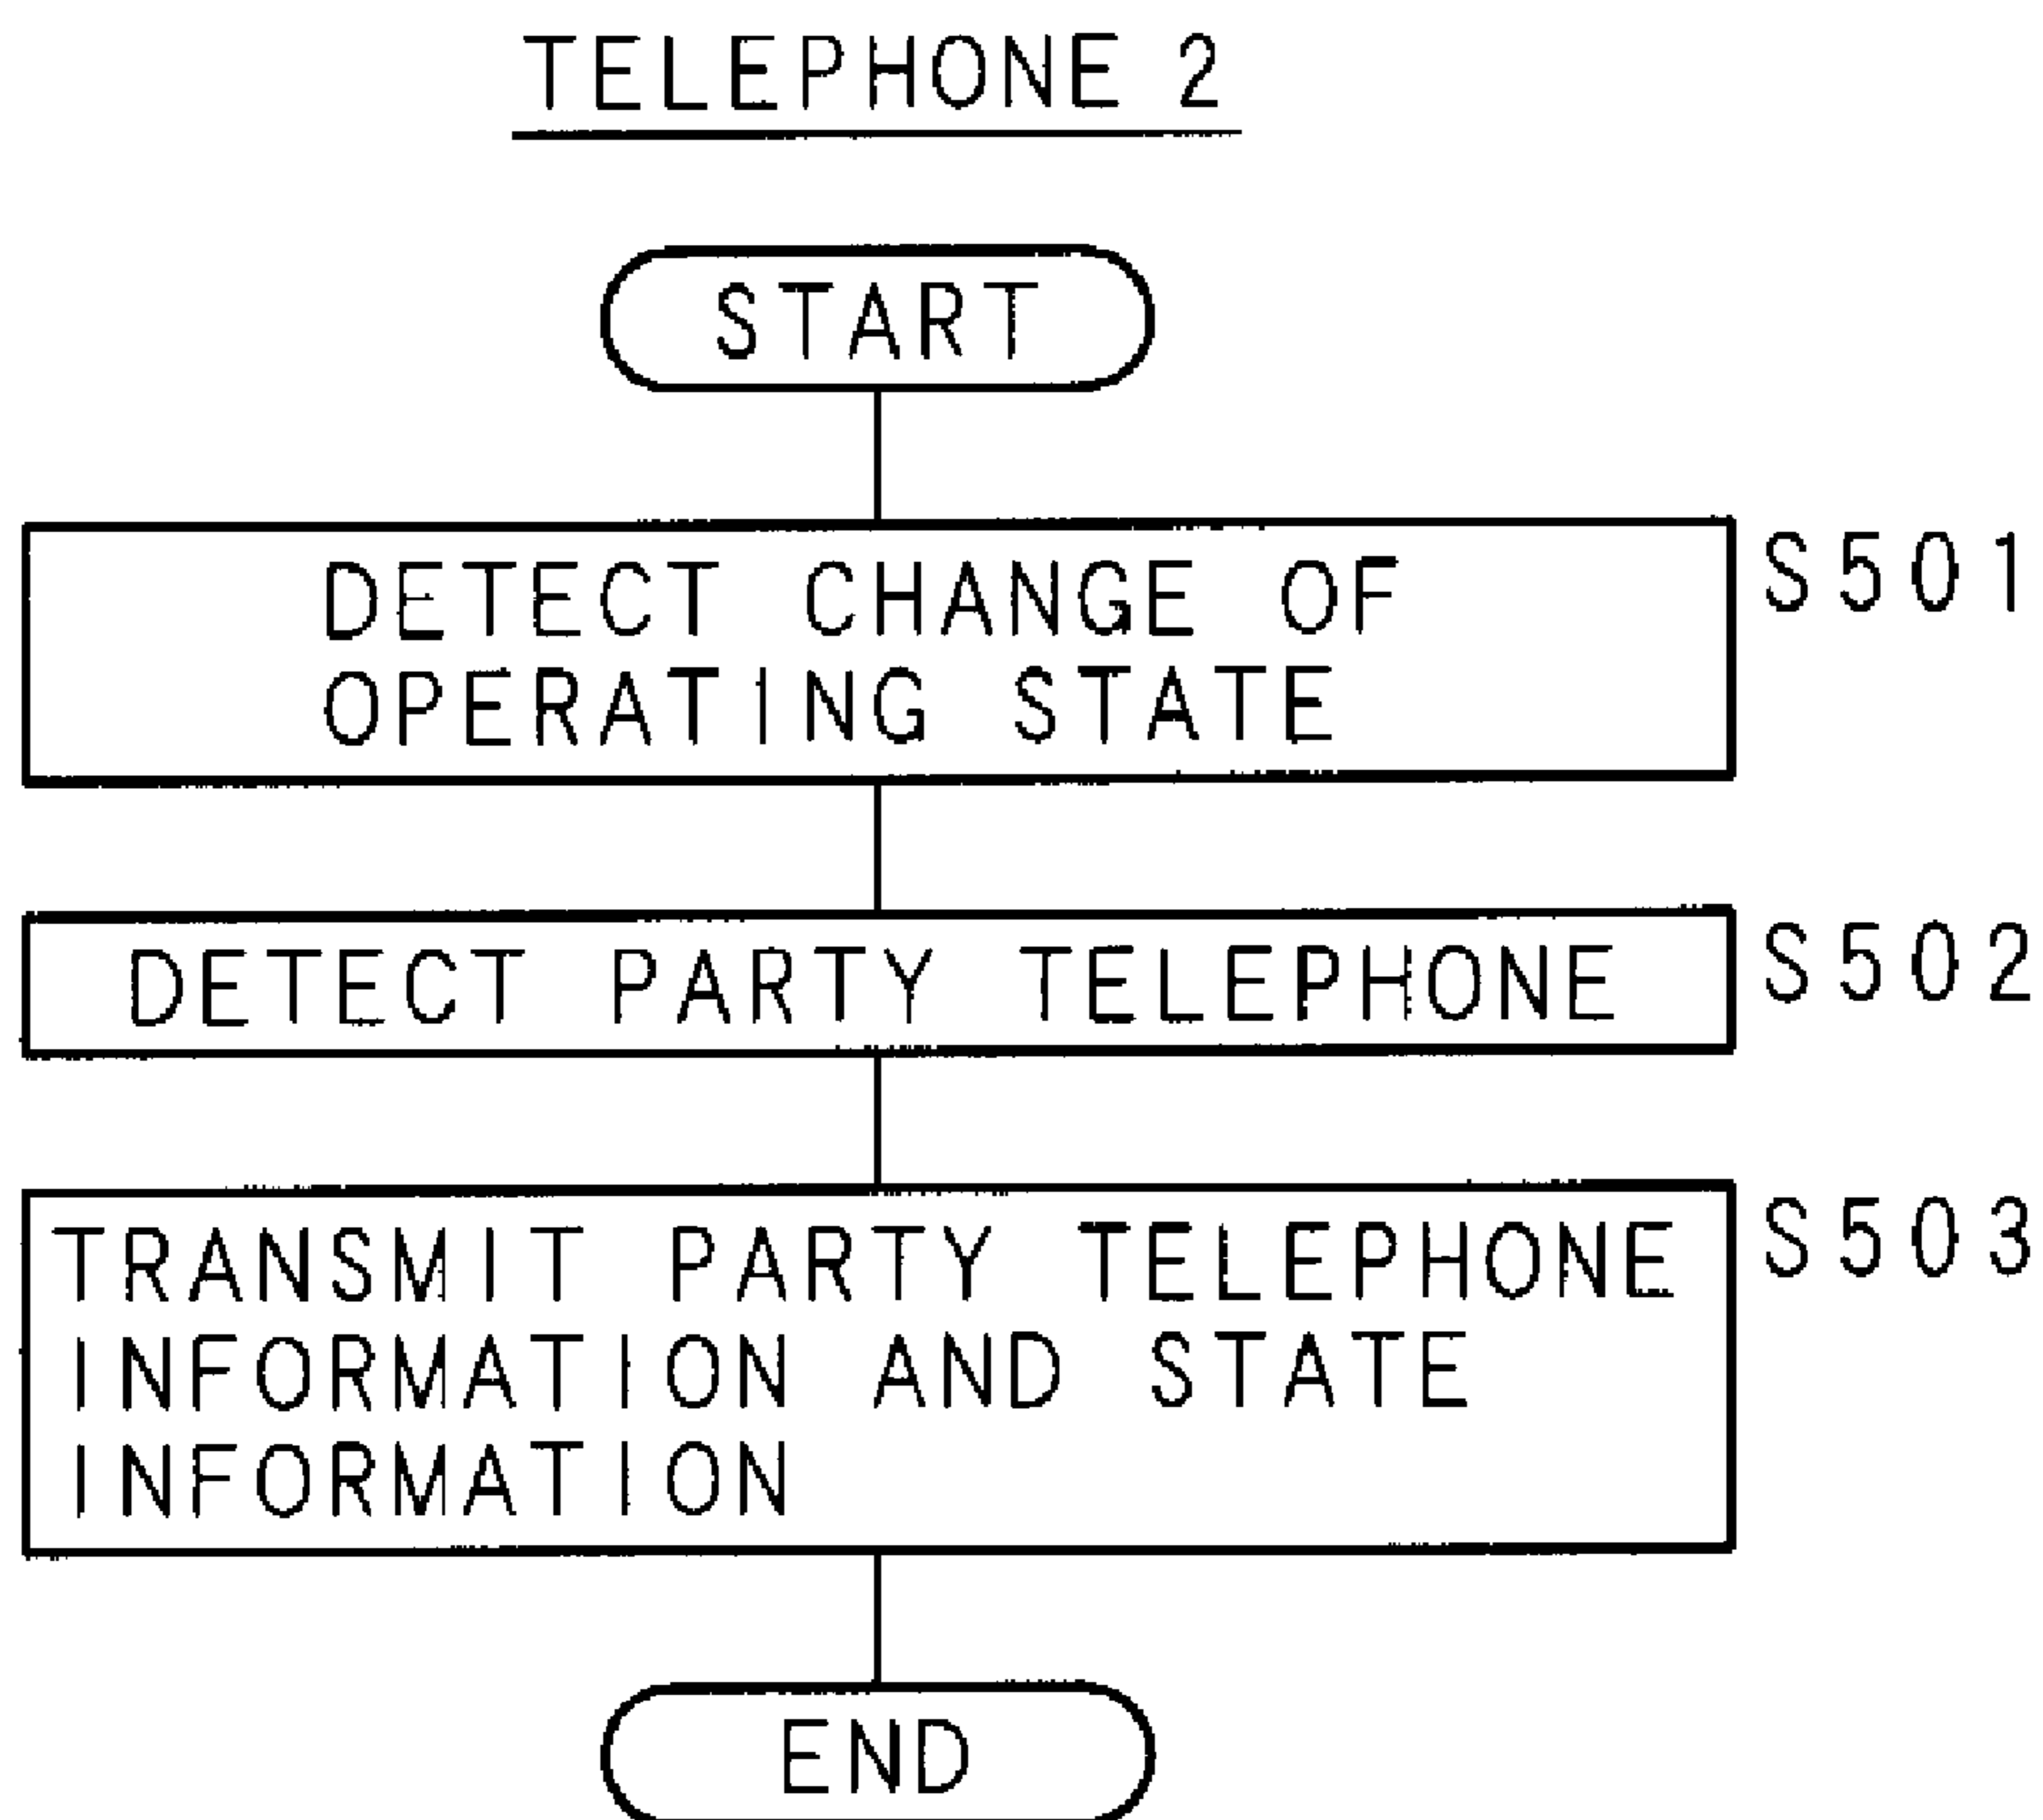 TELEPHONE 2
START
DETECT CHANGE OF
OPERATING STATE
S501
DETECT PARTY TELEPHONE
S502
TRANSMIT PARTY TELEPHONE
INFORMATION AND STATE
INFORMATION
S503
END